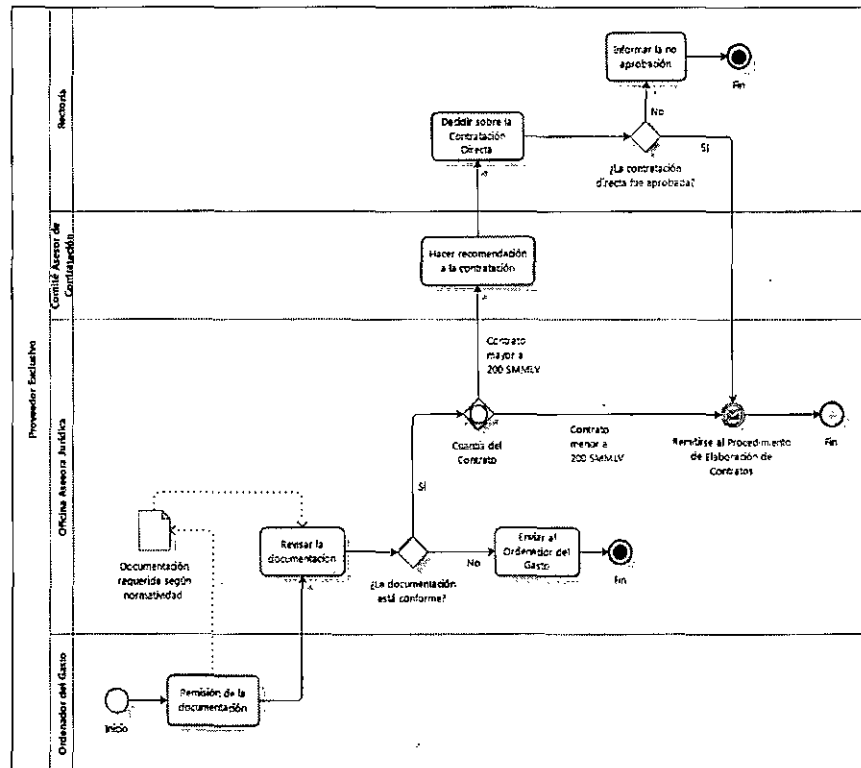 Proveedor Exclusivo
Rectoría
Informar la no
aprobación
Fin
Decidir sobre la
Contratación
Directa
No
Si
¿La contratación
directa fue aprobada?
Comité Asesor de
Contratación
Hacer recomendación
a la contratación
Oficina Asesora Jurídica
Contrato
mayor a
200 SMMLV
Cuantía del
Contrato
Contrato
menor a
200 SMMLV
Remitirse al Procedimiento
de Elaboración de
Contratos
Fin
Si
Documentación
requerida según
normatividad
Revisar la
documentación
¿La documentación
está conforme?
No
Enviar al
Ordenador del
Gasto
Fin
Ordenador del Gasto
Inicio
Remisión de la
documentación